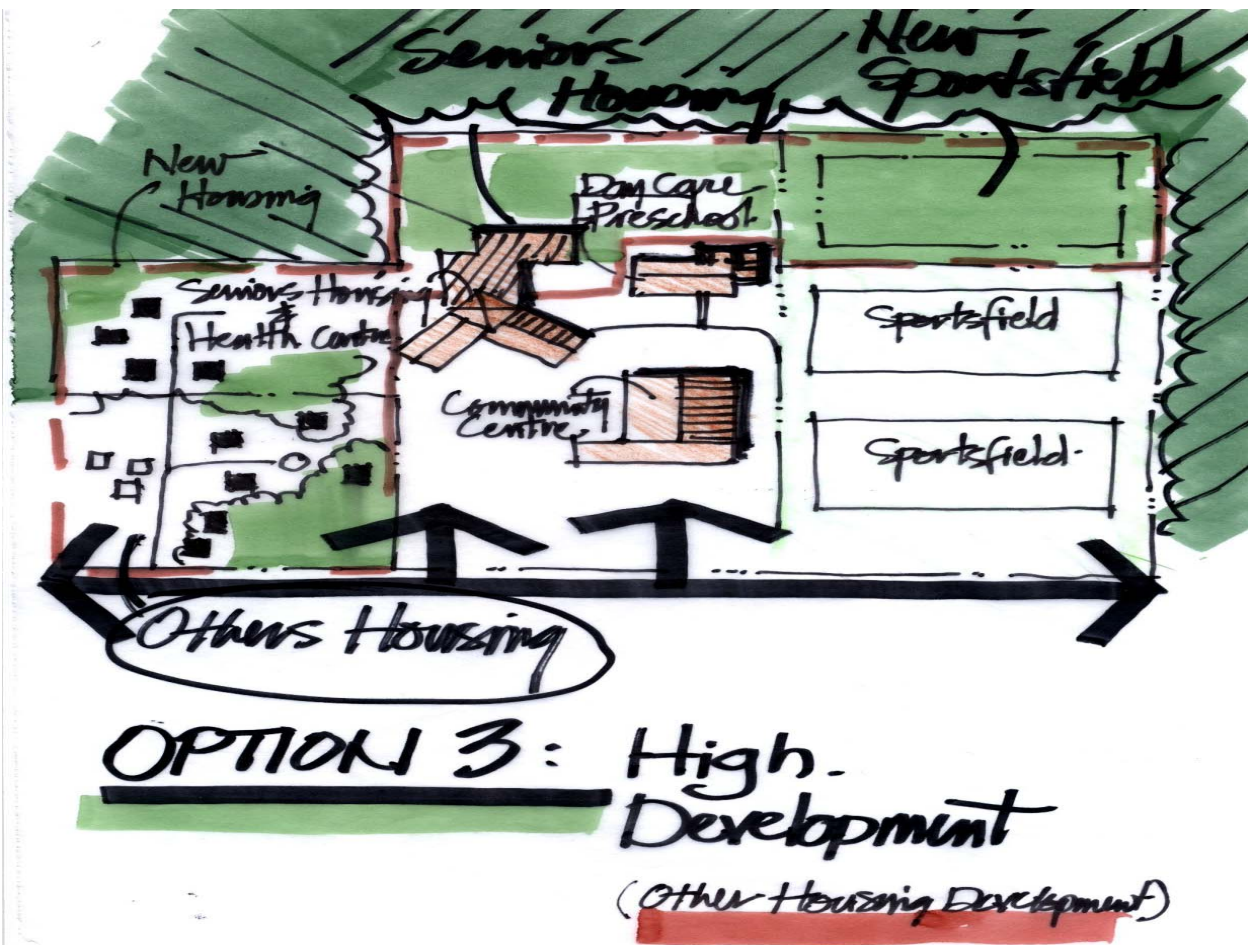 Seniors
Housing
New
Sportsfield
New
Housing
Day Care
Preschool.
Seniors Housing
&
Health Centre.
Sportsfield
Community
Centre.
Sportsfield.
Others Housing
OPTION 3:
High.
Development
(Other Housing Development)